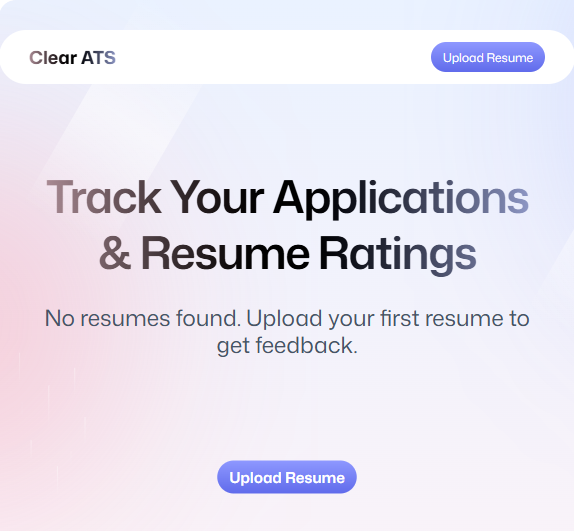 Clear ATS
Upload Resume
Track Your Applications
& Resume Ratings
No resumes found. Upload your first resume to
get feedback.
Upload Resume